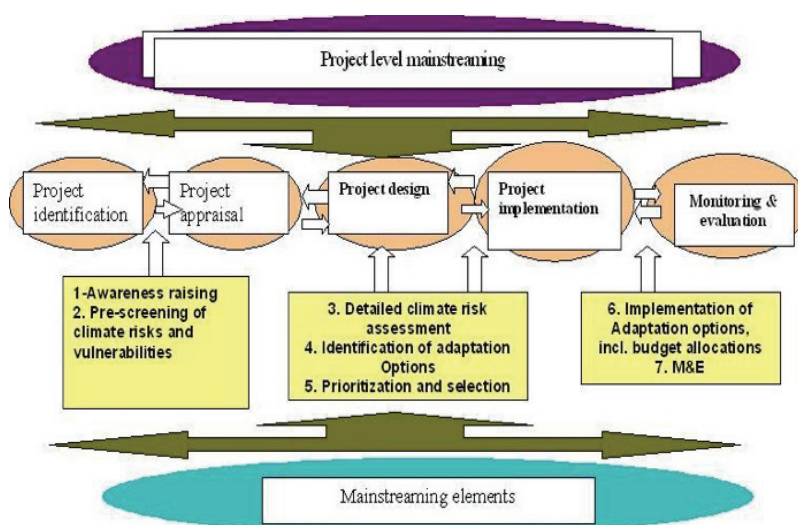 Project level mainstreaming
Project
identification
Project
appraisal
Project design
Project
implementation
Monitoring &
evaluation
1-Awareness raising
2. Pre-screening of
climate risks and
vulnerabilities
3. Detailed climate risk
assessment
4. Identification of adaptation
Options
5. Prioritization and selection
6. Implementation of
Adaptation options,
incl. budget allocations
7. M&E
Mainstreaming elements